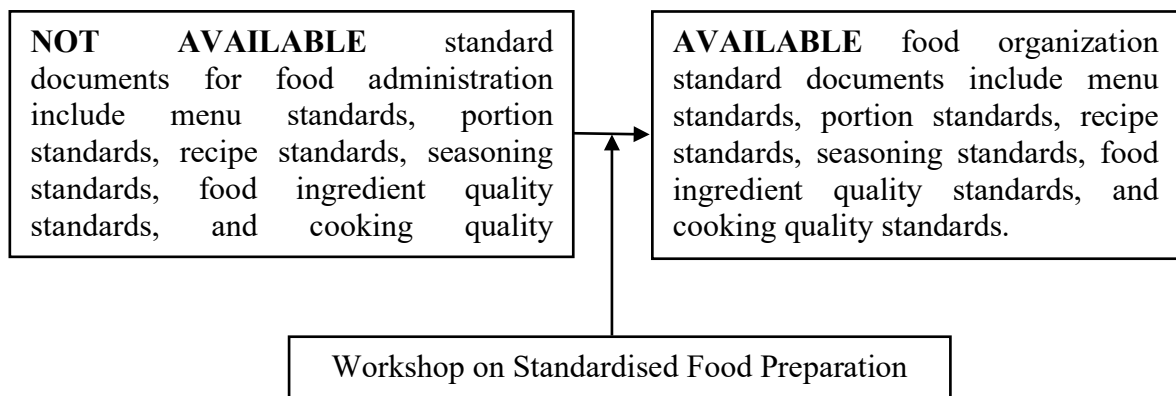 NOT AVAILABLE standard
documents for food administration
include menu standards, portion
standards, recipe standards, seasoning
standards, food ingredient quality
standards, and cooking quality
AVAILABLE food organization
standard documents include menu
standards, portion standards, recipe
standards, seasoning standards, food
ingredient quality standards, and
cooking quality standards.
Workshop on Standardised Food Preparation